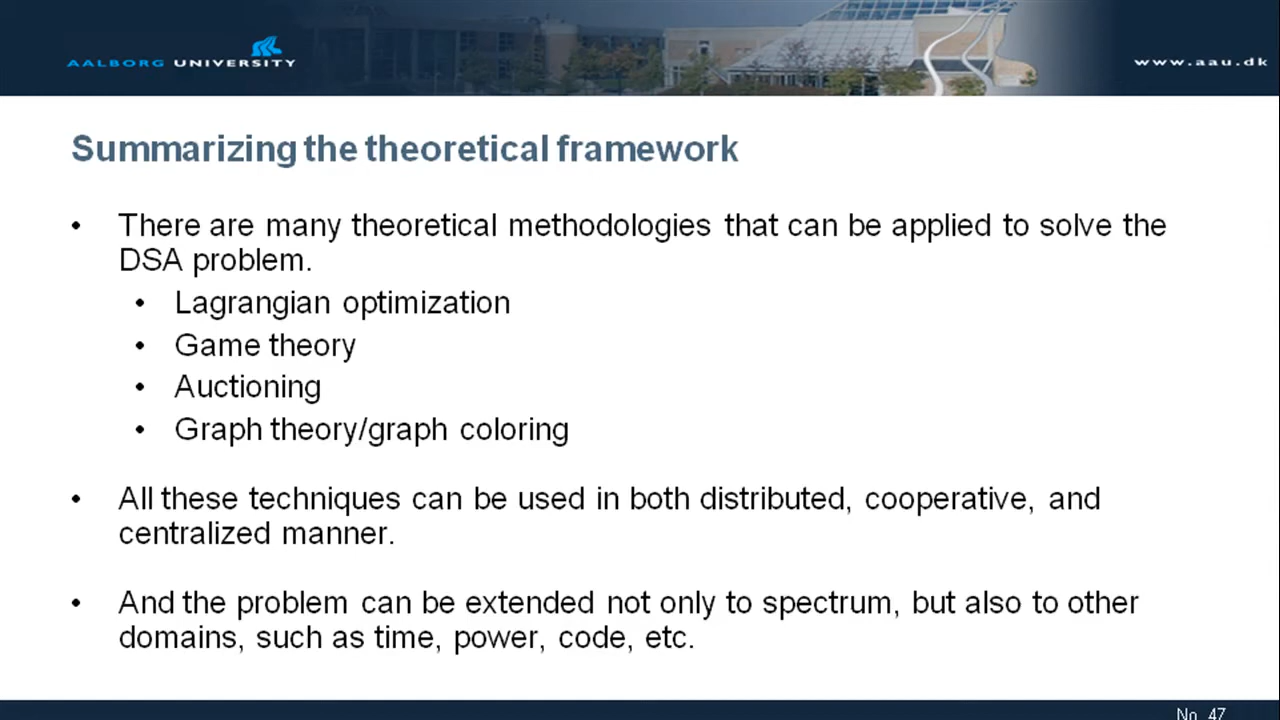 AALBORG UNIVERSITY
www.aau.dk
Summarizing the theoretical framework
• There are many theoretical methodologies that can be applied to solve the
DSA problem.
• Lagrangian optimization
• Game theory
• Auctioning
• Graph theory/graph coloring
• All these techniques can be used in both distributed, cooperative, and
centralized manner.
• And the problem can be extended not only to spectrum, but also to other
domains, such as time, power, code, etc.
No. 47